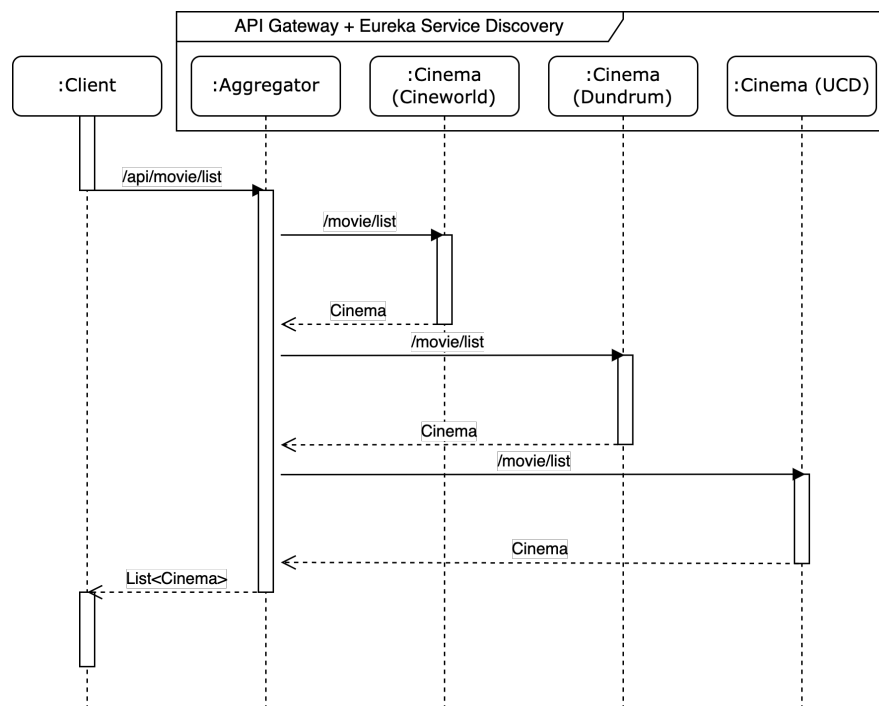 API Gateway + Eureka Service Discovery
:Client
:Aggregator
:Cinema
(Cineworld)
:Cinema
(Dundrum)
:Cinema (UCD)
/api/movie/list
/movie/list
Cinema
/movie/list
Cinema
/movie/list
Cinema
List<Cinema>